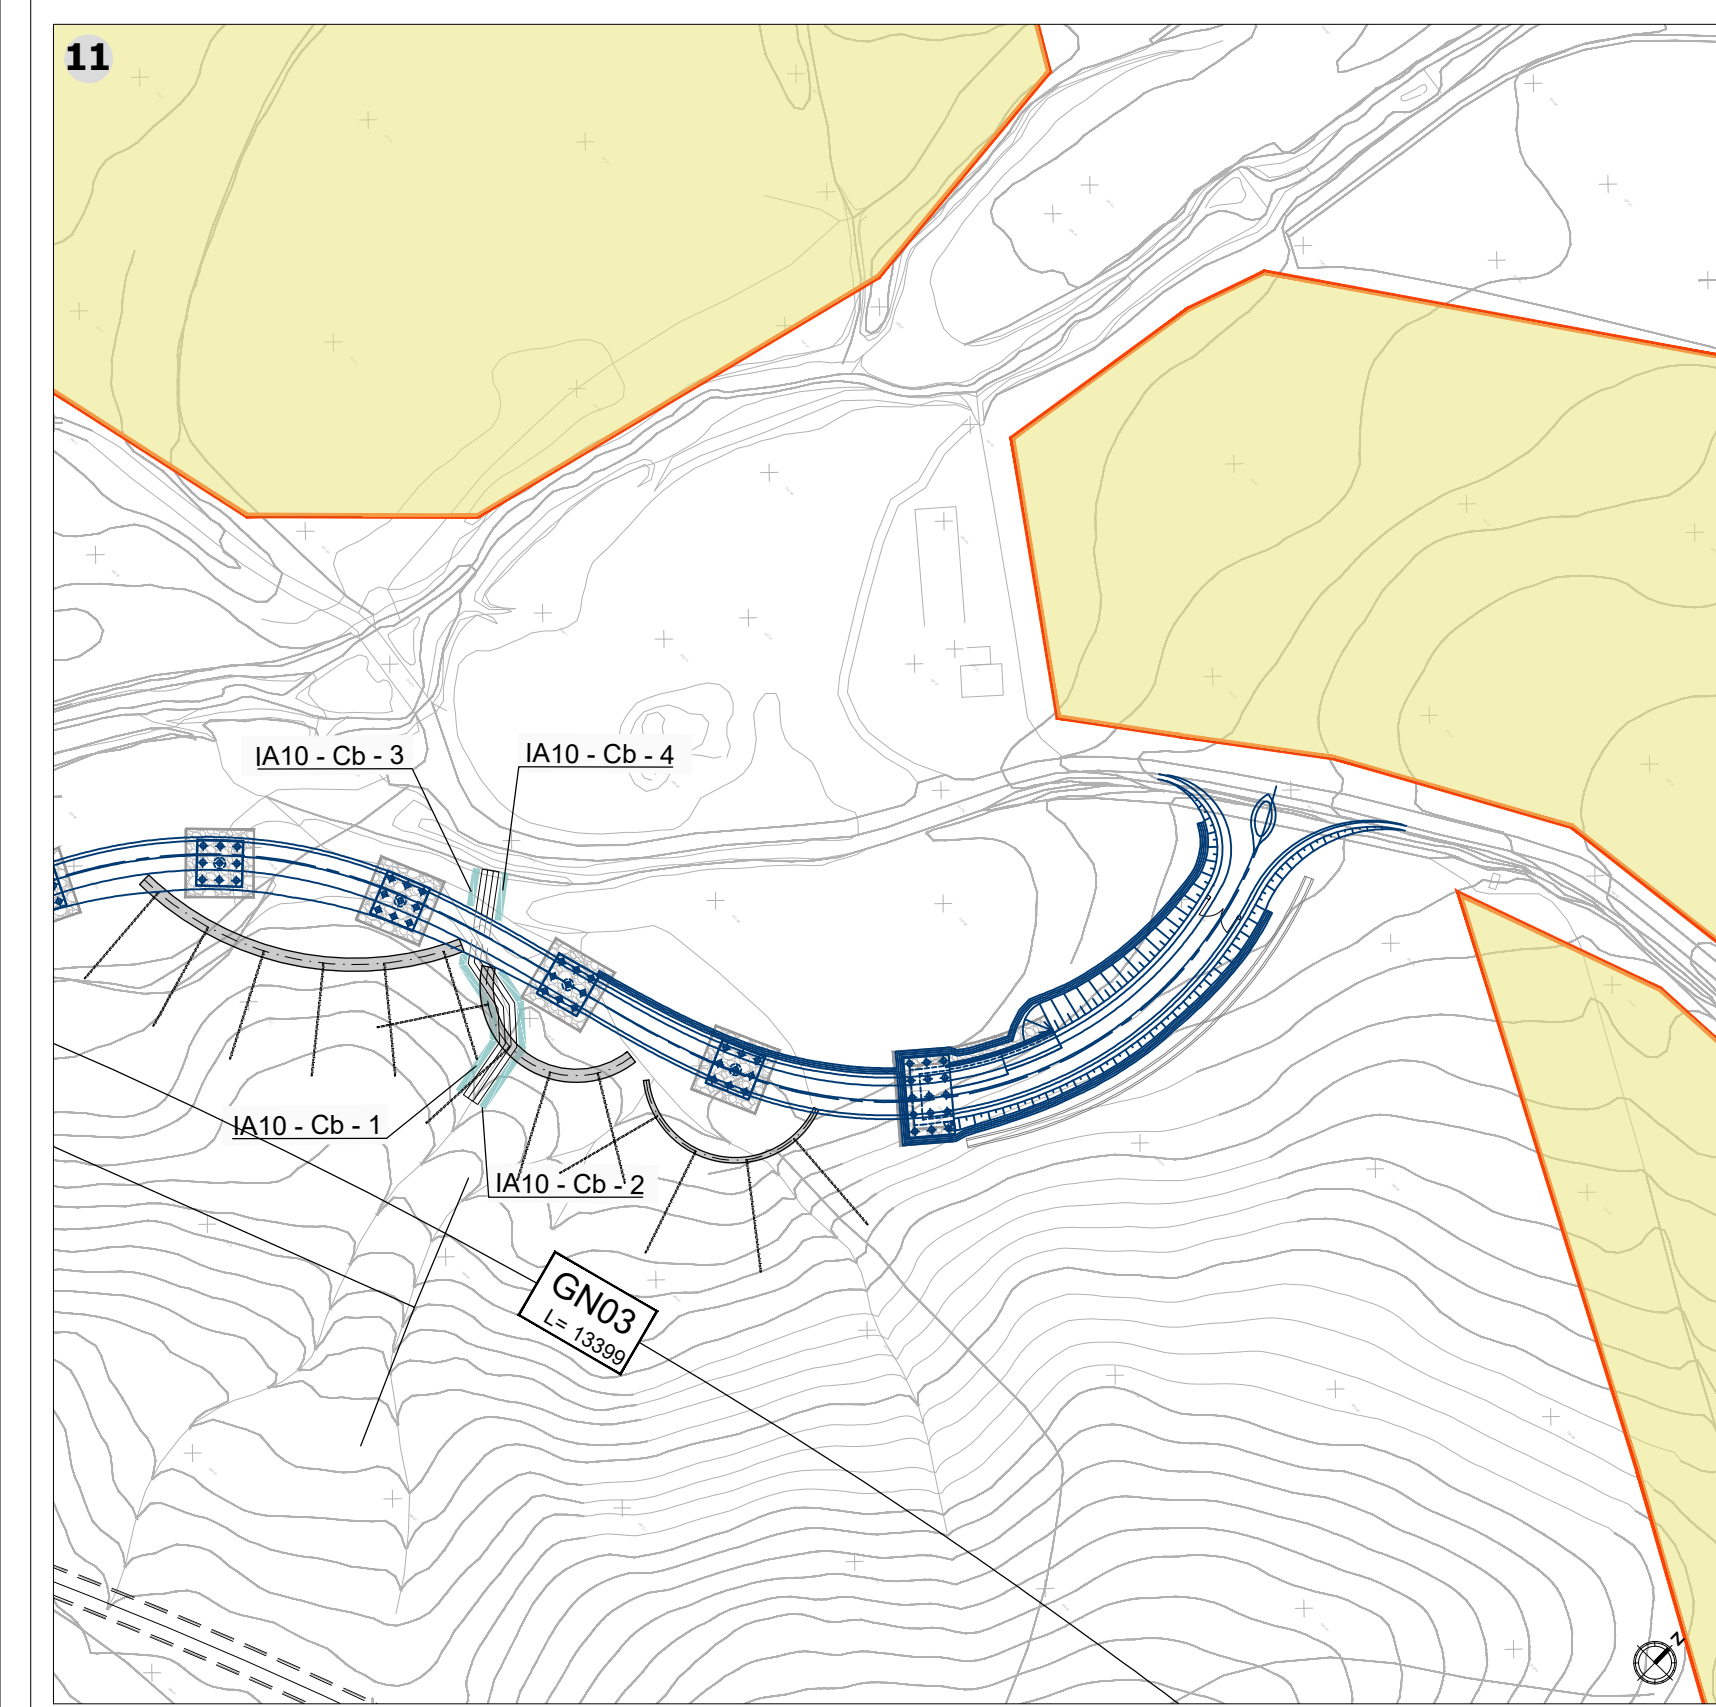 11
IA10 - Cb - 3
IA10 - Cb - 4
IA10 - Cb - 1
IA10 - Cb - 2
GN03
L= 13399
N